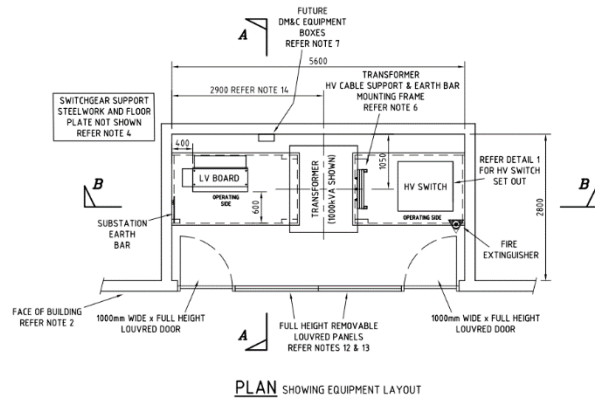 A
FUTURE
DM&C EQUIPMENT
BOXES
REFER NOTE 7
5600
2900 REFER NOTE 14
TRANSFORMER
HV CABLE SUPPORT & EARTH BAR
MOUNTING FRAME
REFER NOTE 6
SWITCHGEAR SUPPORT
STEELWORK AND FLOOR
PLATE NOT SHOWN
REFER NOTE 4
400
1050
B
LV BOARD
OPERATING
SIDE
600
TRANSFORMER
(1000kVA SHOWN)
HV SWITCH
OPERATING SIDE
REFER DETAIL 1
FOR HV SWITCH
SET OUT
2800
B
SUBSTATION
EARTH
BAR
FIRE
EXTINGUISHER
FACE OF BUILDING
REFER NOTE 2
1000mm WIDE x FULL HEIGHT
LOUVRED DOOR
A
FULL HEIGHT REMOVABLE
LOUVRED PANELS
REFER NOTES 12 & 13
1000mm WIDE x FULL HEIGHT
LOUVRED DOOR
PLAN SHOWING EQUIPMENT LAYOUT